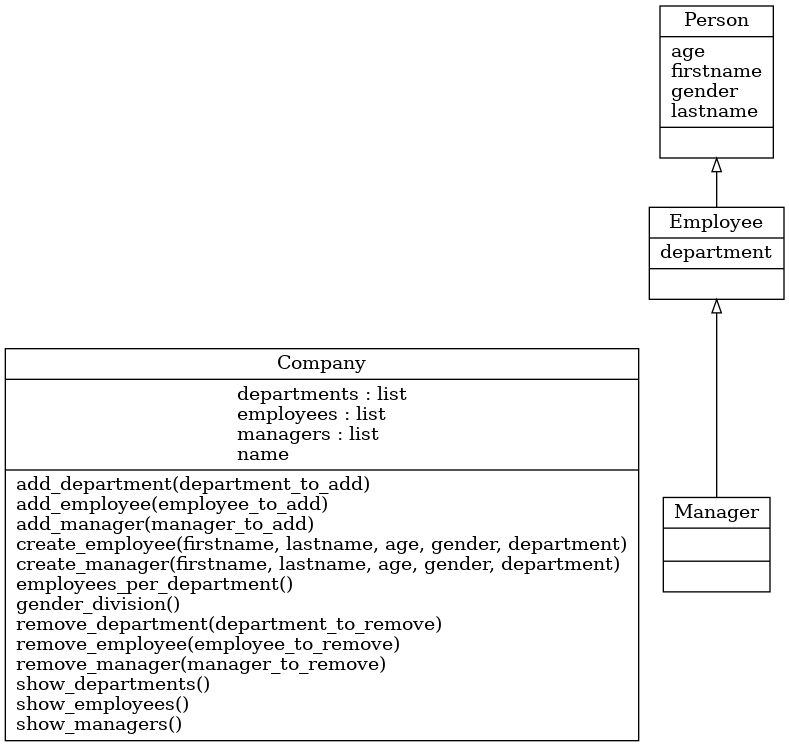 Person
age
firstname
gender
lastname
Employee
department
Company
departments : list
employees : list
managers : list
name
add_department(department_to_add)
add_employee(employee_to_add)
add_manager(manager_to_add)
create_employee(firstname, lastname, age, gender, department)
create_manager(firstname, lastname, age, gender, department)
employees_per_department()
gender_division()
remove_department(department_to_remove)
remove_employee(employee_to_remove)
remove_manager(manager_to_remove)
show_departments()
show_employees()
show_managers()
Manager